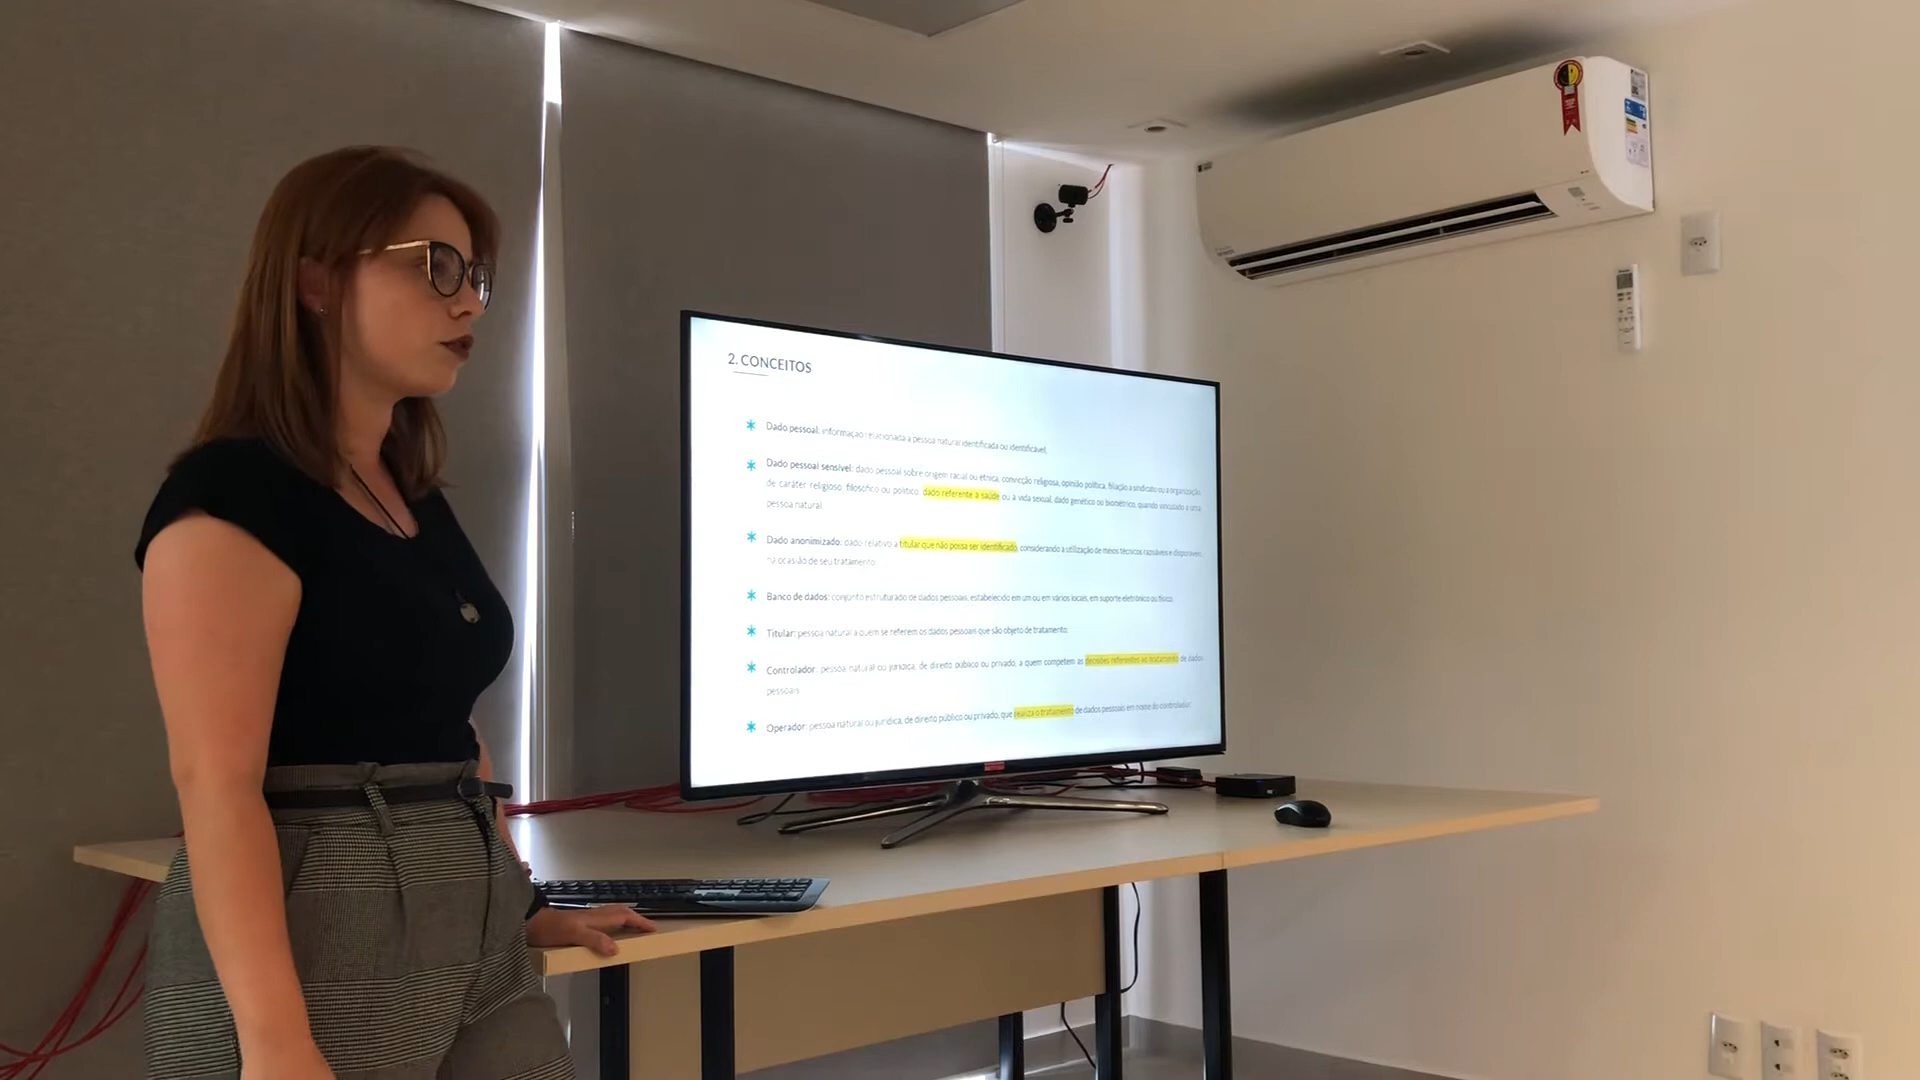 2. CONCEITOS
Dado pessoal: informação relacionada a pessoa natural identificada ou identificável;
Dado pessoal sensível: dado pessoal sobre origem racial ou étnica, convicção religiosa, opinião política, filiação a sindicato ou a organização
de caráter religioso, filosófico ou político, dado referente à saúde ou à vida sexual, dado genético ou biométrico, quando vinculado a uma
pessoa natural;
Dado anonimizado: dado relativo a titular que não possa ser identificado, considerando a utilização de meios técnicos razoáveis e disponíveis
na ocasião de seu tratamento;
Banco de dados: conjunto estruturado de dados pessoais, estabelecido em um ou em vários locais, em suporte eletrônico ou físico;
Titular: pessoa natural a quem se referem os dados pessoais que são objeto de tratamento;
Controlador: pessoa natural ou jurídica, de direito público ou privado, a quem competem as decisões referentes ao tratamento de dados
pessoais
Operador: pessoa natural ou jurídica, de direito público ou privado, que realiza o tratamento de dados pessoais em nome do controlador;